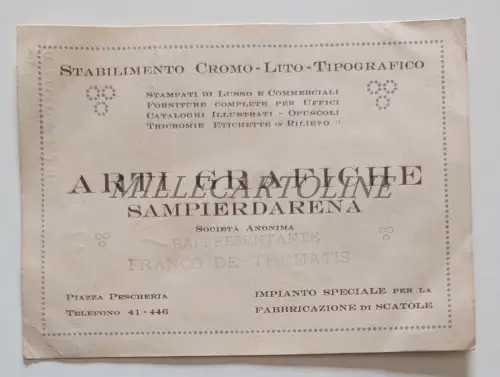 Stabilimento Cromo-Lito-Tipografico
Stampati di Lusso e Commerciali
Forniture complete per Uffici
Cataloghi Illustrati - Opuscoli
Tricromie Etichette in Rilievo
ARTI GRAFICHE
MILLECARTOLINE
SAMPIERDARENA
Società Anonima
RAPPRESENTANTE
FRANCO DE THOMATIS
Piazza Pescheria
Telefono 41-446
Impianto speciale per la
Fabbricazione di Scatole